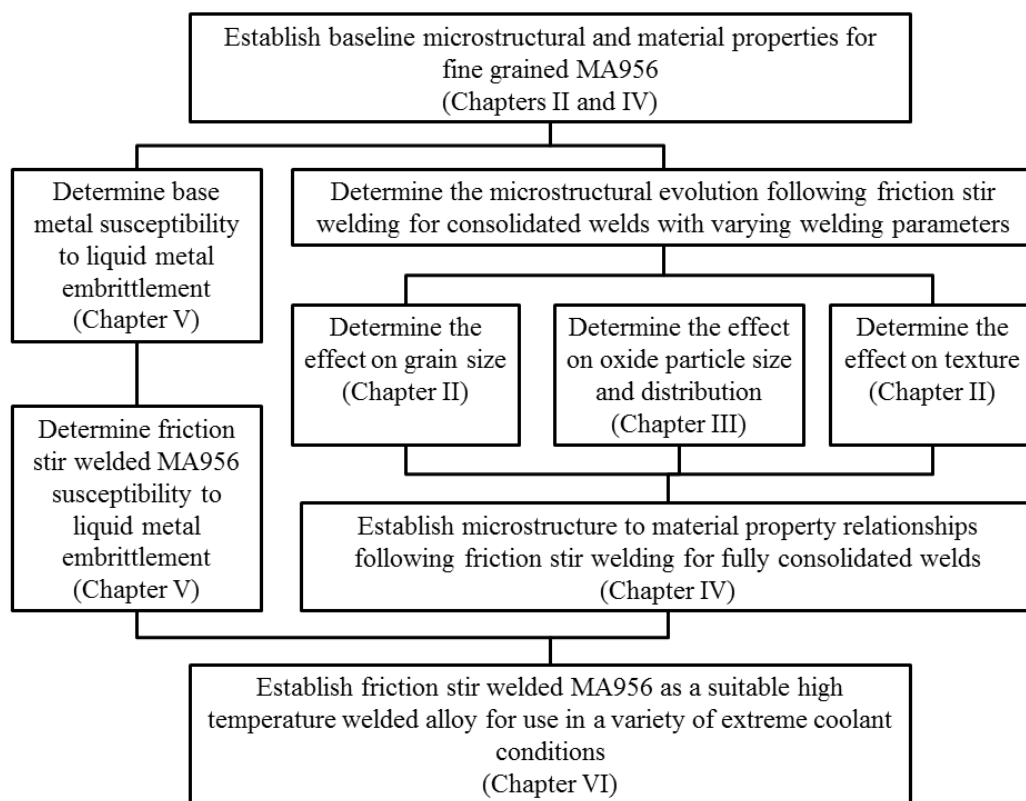 Establish baseline microstructural and material properties for
fine grained MA956
(Chapters II and IV)
Determine base
metal susceptibility
to liquid metal
embrittlement
(Chapter V)
Determine the microstructural evolution following friction stir
welding for consolidated welds with varying welding parameters
Determine the
effect on grain size
(Chapter II)
Determine the effect
on oxide particle size
and distribution
(Chapter III)
Determine the
effect on texture
(Chapter II)
Determine friction
stir welded MA956
susceptibility to
liquid metal
embrittlement
(Chapter V)
Establish microstructure to material property relationships
following friction stir welding for fully consolidated welds
(Chapter IV)
Establish friction stir welded MA956 as a suitable high
temperature welded alloy for use in a variety of extreme coolant
conditions
(Chapter VI)